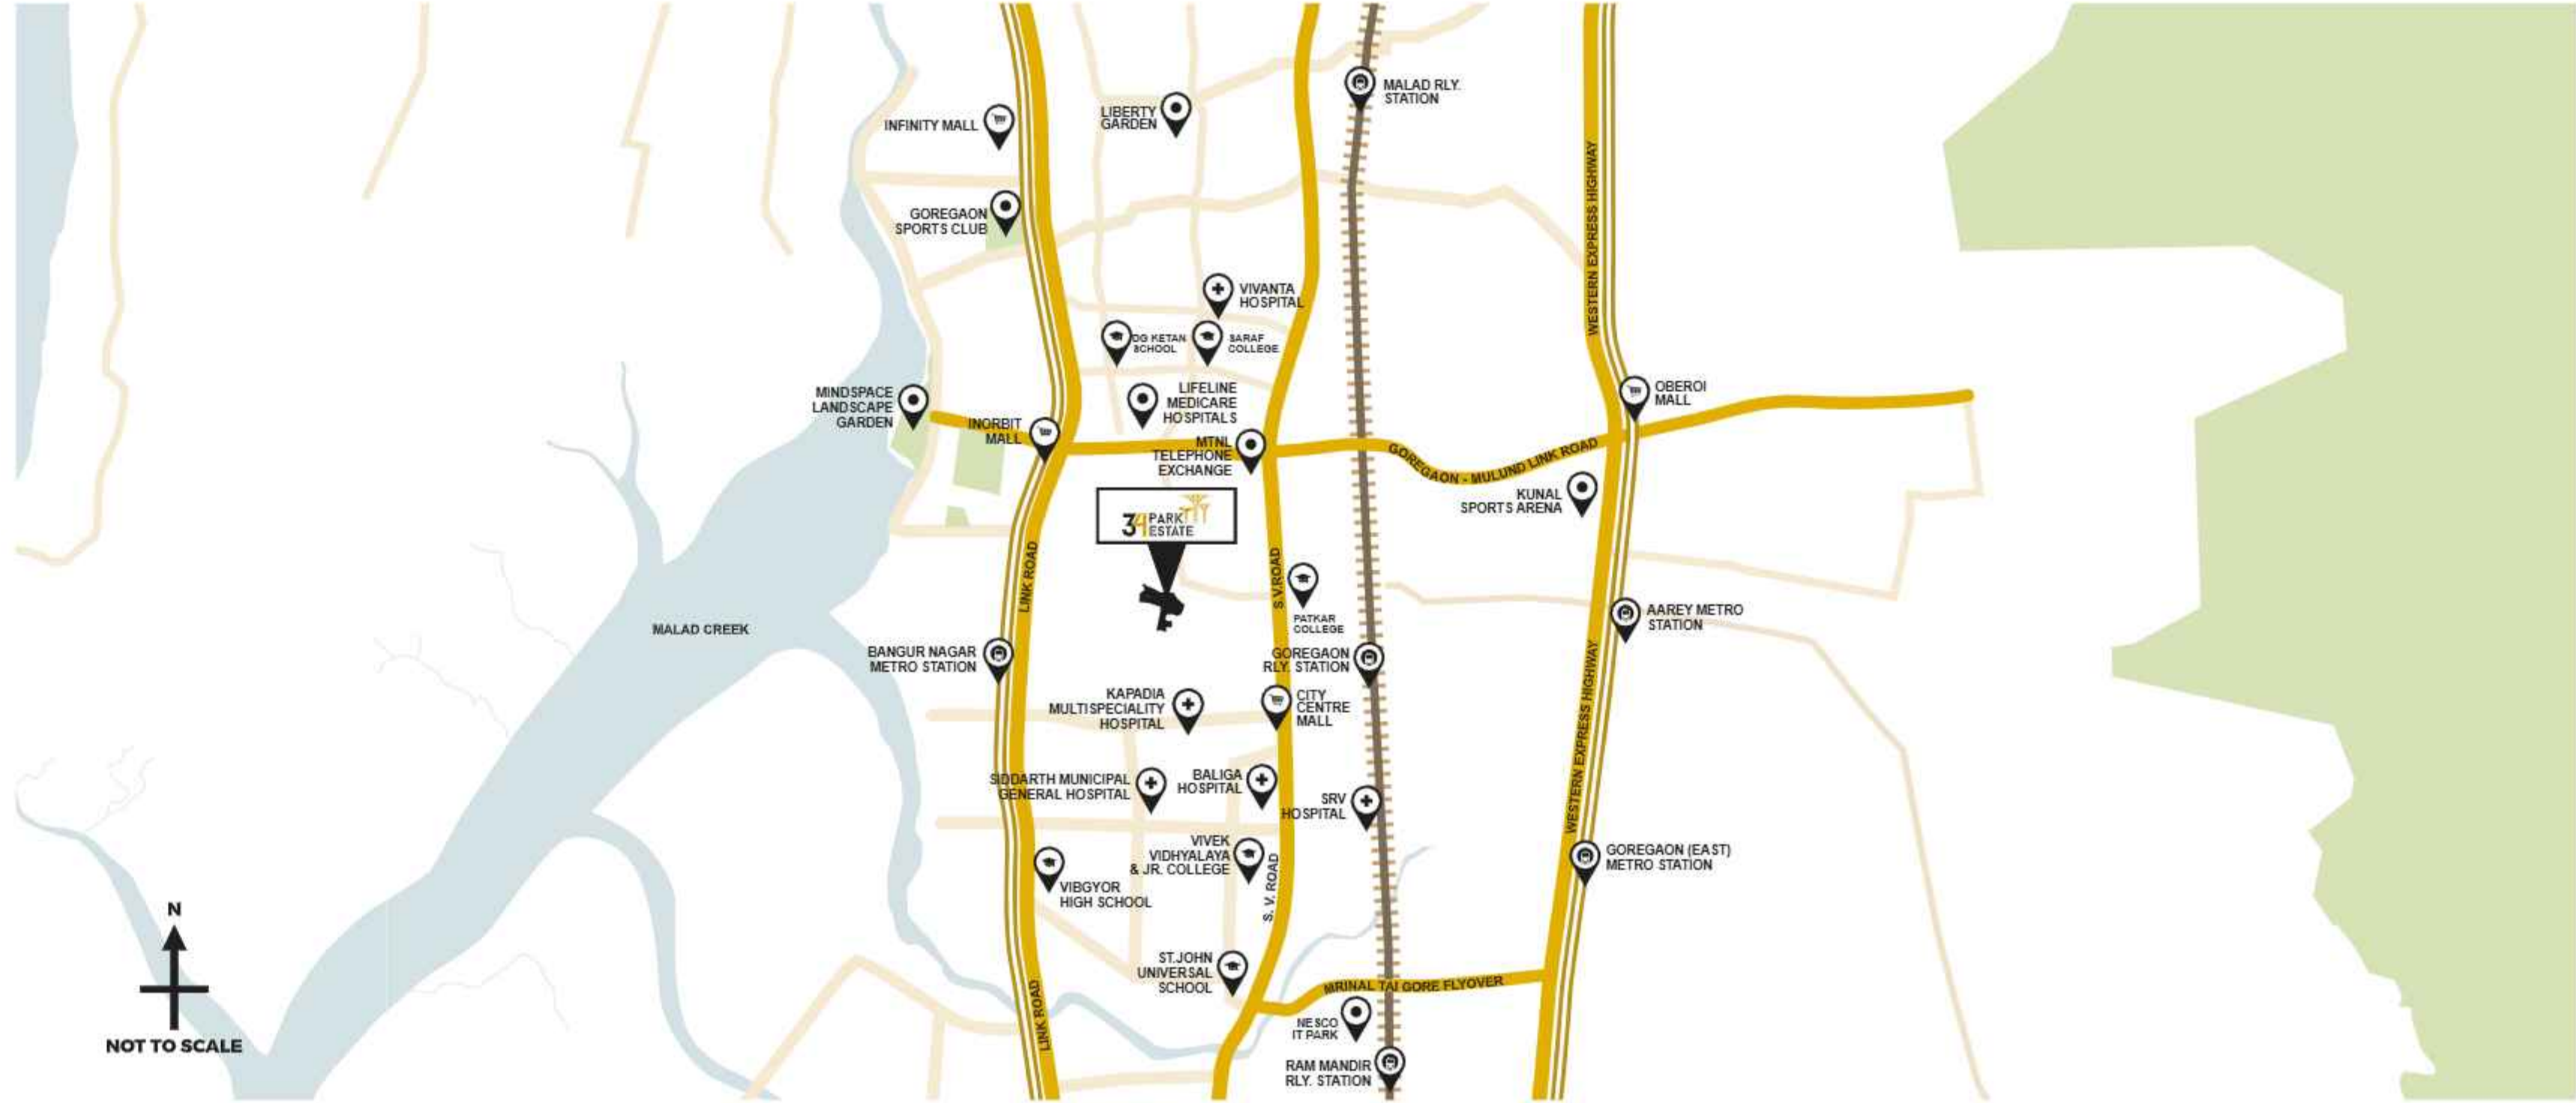 MALAD RLY.
STATION
INFINITY MALL
LIBERTY
GARDEN
GOREGAON
SPORTS CLUB
WESTERN EXPRESS HIGHWAY
VIVANTA
HOSPITAL
OG KETAN
SCHOOL
SARAF
COLLEGE
MINDSPACE
LANDSCAPE
GARDEN
LIFELINE
MEDICARE
HOSPITALS
OBEROI
MALL
INORBIT
MALL
MTNL
TELEPHONE
EXCHANGE
GOREGAON - MULUND LINK ROAD
KUNAL
SPORTS ARENA
34 PARK
ESTATE
LINK ROAD
S.V.ROAD
PATKAR
COLLEGE
AAREY METRO
STATION
MALAD CREEK
BANGUR NAGAR
METRO STATION
GOREGAON
RLY. STATION
KAPADIA
MULTISPECIALITY
HOSPITAL
CITY
CENTRE
MALL
WESTERN EXPRESS HIGHWAY
SIDDARTH MUNICIPAL
GENERAL HOSPITAL
BALIGA
HOSPITAL
SRV
HOSPITAL
VIVEK
VIDHYALAYA
& JR. COLLEGE
GOREGAON (EAST)
METRO STATION
VIBGYOR
HIGH SCHOOL
S. V. ROAD
N
NOT TO SCALE
ST.JOHN
UNIVERSAL
SCHOOL
LINK ROAD
MRINAL TAI GORE FLYOVER
NESCO
IT PARK
RAM MANDIR
RLY. STATION